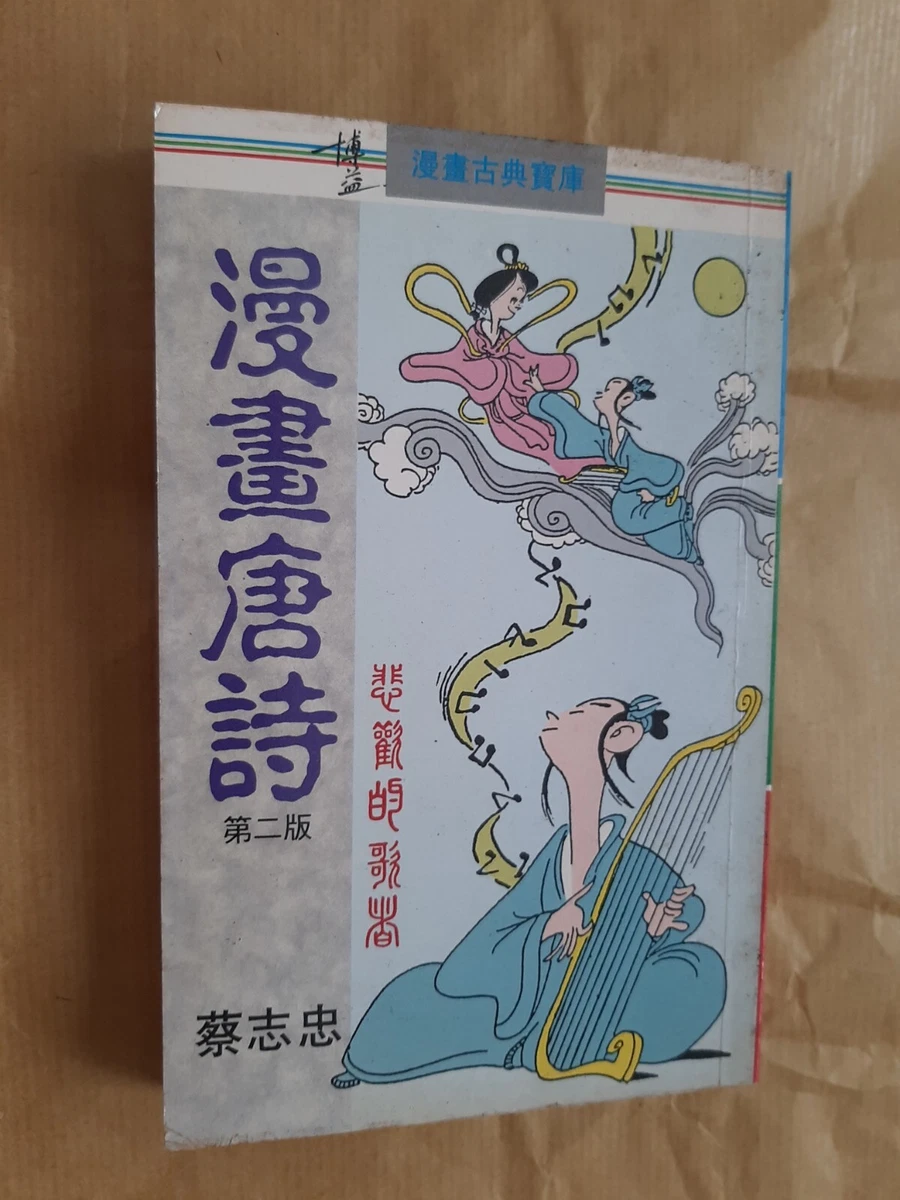 博益
漫畫古典寶庫
漫畫唐詩
第二版
悲歡的歌者
蔡志忠